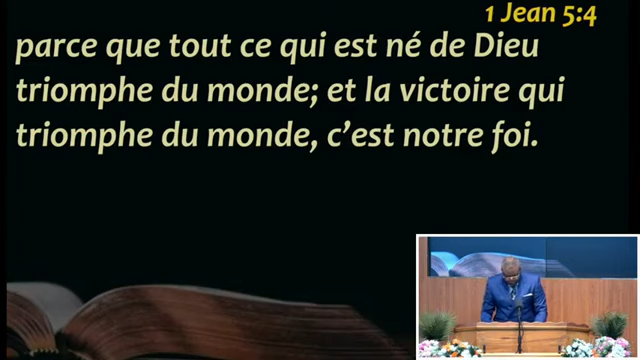 1 Jean 5:4
parce que tout ce qui est né de Dieu
triomphe du monde; et la victoire qui
triomphe du monde, c’est notre foi.